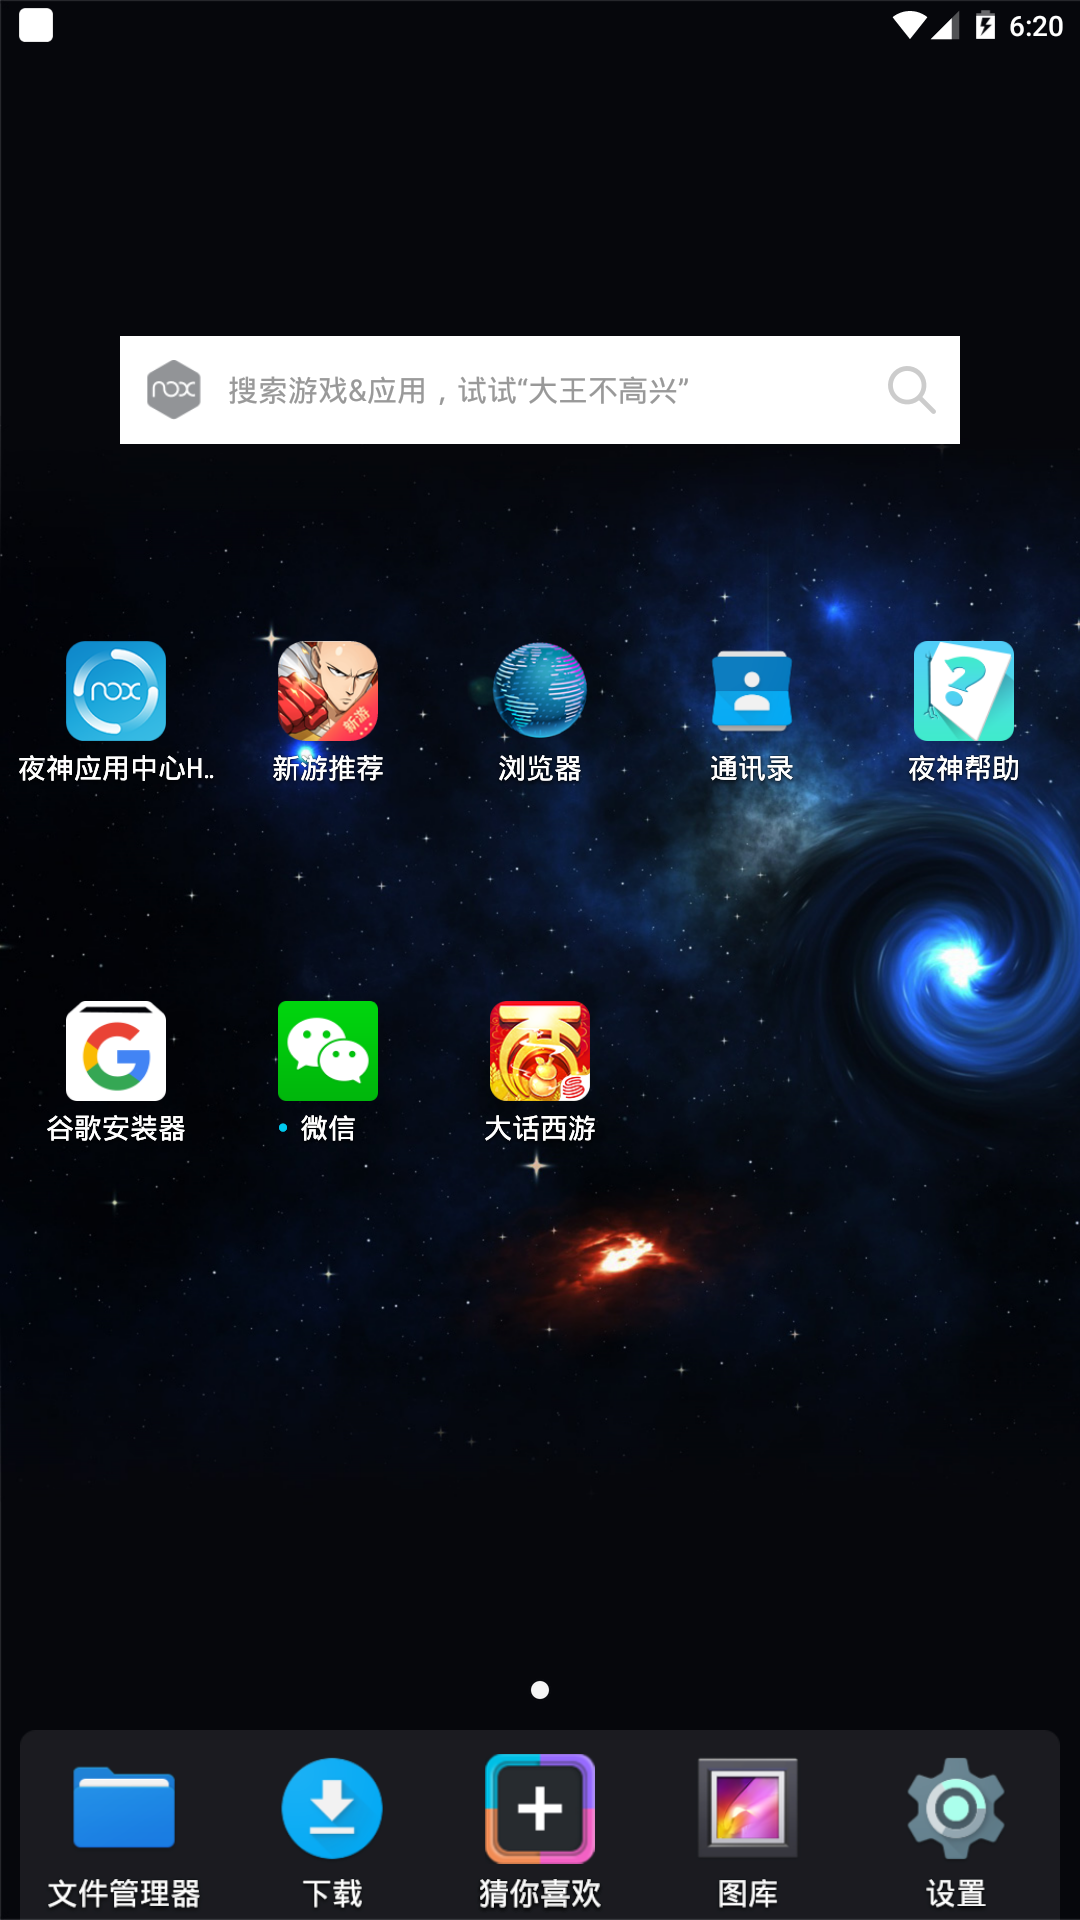 6:20
nox 搜索游戏&应用，试试“大王不高兴”
nox
新游
夜神应用中心H..
新游推荐
浏览器
通讯录
夜神帮助
谷歌安装器
微信
大话西游
文件管理器
下载
猜你喜欢
图库
设置